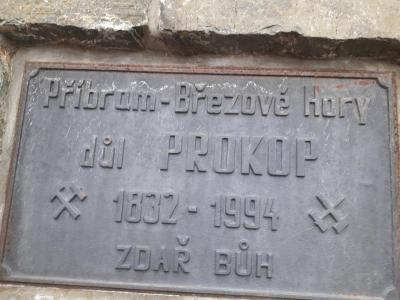 Příbram-Březové hory
důl PROKOP
1832-1994
ZDAŘ BŮH